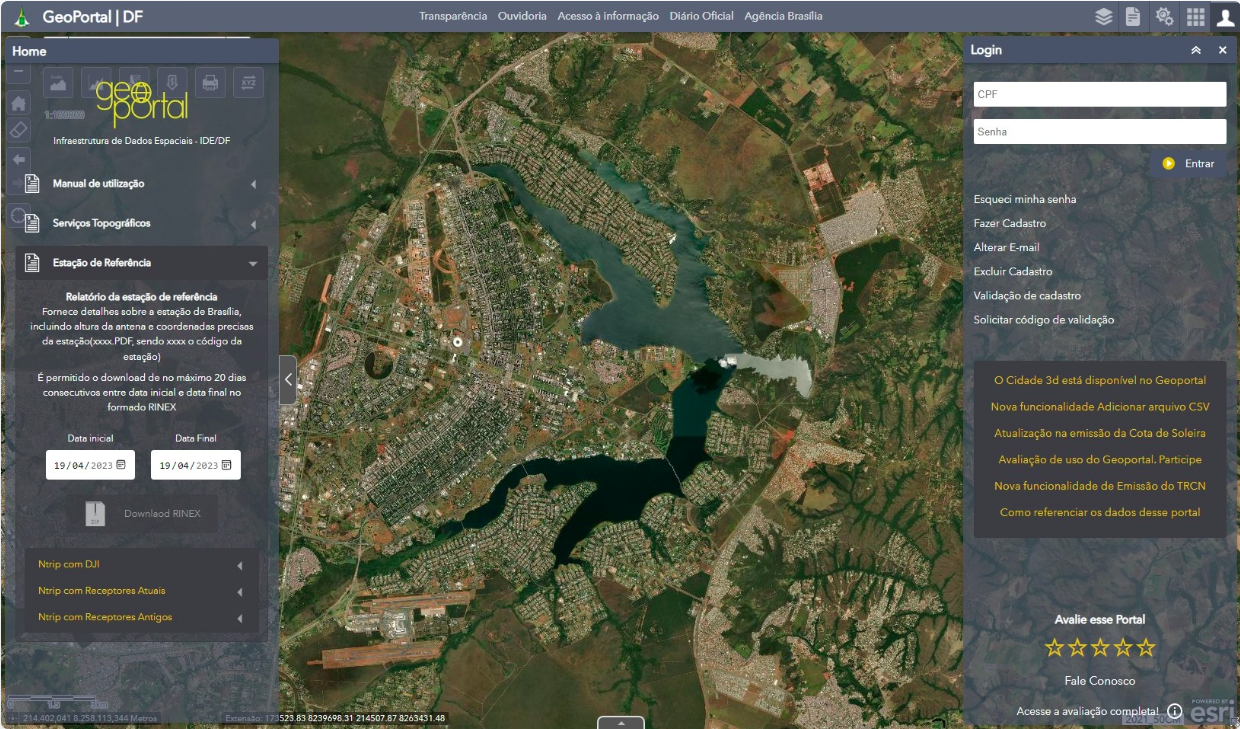 GeoPortal | DF
Transparência Ouvidoria Acesso à informação Diário Oficial Agência Brasília
Home
geo
portal
Infraestrutura de Dados Espaciais - IDE/DF
Manual de utilização
Serviços Topográficos
Estação de Referência
Relatório da estação de referência
Fornece detalhes sobre a estação de Brasília,
incluindo altura da antena e coordenadas precisas
da estação(xxxx.PDF, sendo xxxx o código da
estação)
É permitido o download de no máximo 20 dias
consecutivos entre data inicial e data final no
formado RINEX
Data inicial Data Final
19/04/2023 19/04/2023
Downlaod RINEX
Ntrip com DJI
Ntrip com Receptores Atuais
Ntrip com Receptores Antigos
214.402,041 8.258.113,344 Metros
Extensão: 173523.83 8239698.31 214507.87 8263431.48
Login
CPF
Senha
Entrar
Esqueci minha senha
Fazer Cadastro
Alterar E-mail
Excluir Cadastro
Validação de cadastro
Solicitar código de validação
O Cidade 3d está disponível no Geoportal
Nova funcionalidade Adicionar arquivo CSV
Atualização na emissão da Cota de Soleira
Avaliação de uso do Geoportal. Participe
Nova funcionalidade de Emissão do TRCN
Como referenciar os dados desse portal
Avalie esse Portal
Fale Conosco
Acesse a avaliação completa!
POWERED BY
esri